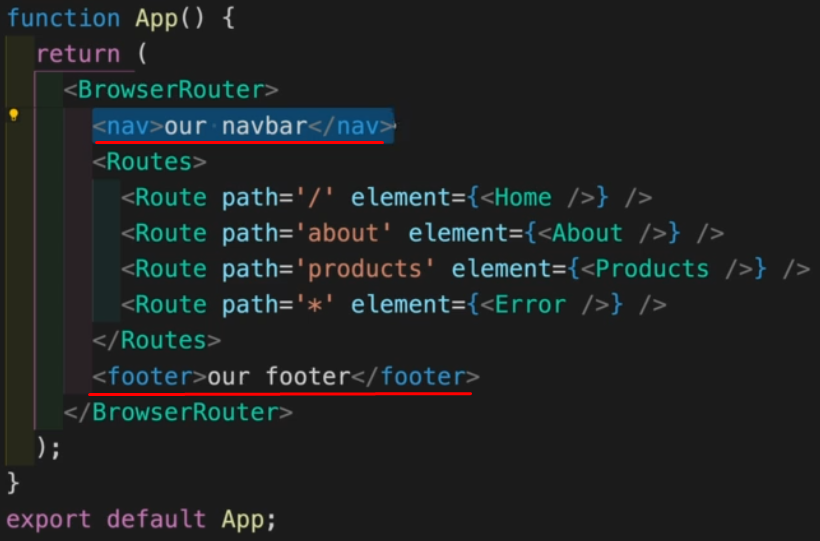 function App() {
return (
<BrowserRouter>
<nav>our navbar</nav>
<Routes>
<Route path='/' element={<Home />} />
<Route path='about' element={<About />} />
<Route path='products' element={<Products />} />
<Route path='*' element={<Error />} />
</Routes>
<footer>our footer</footer>
</BrowserRouter>
);
}
export default App;